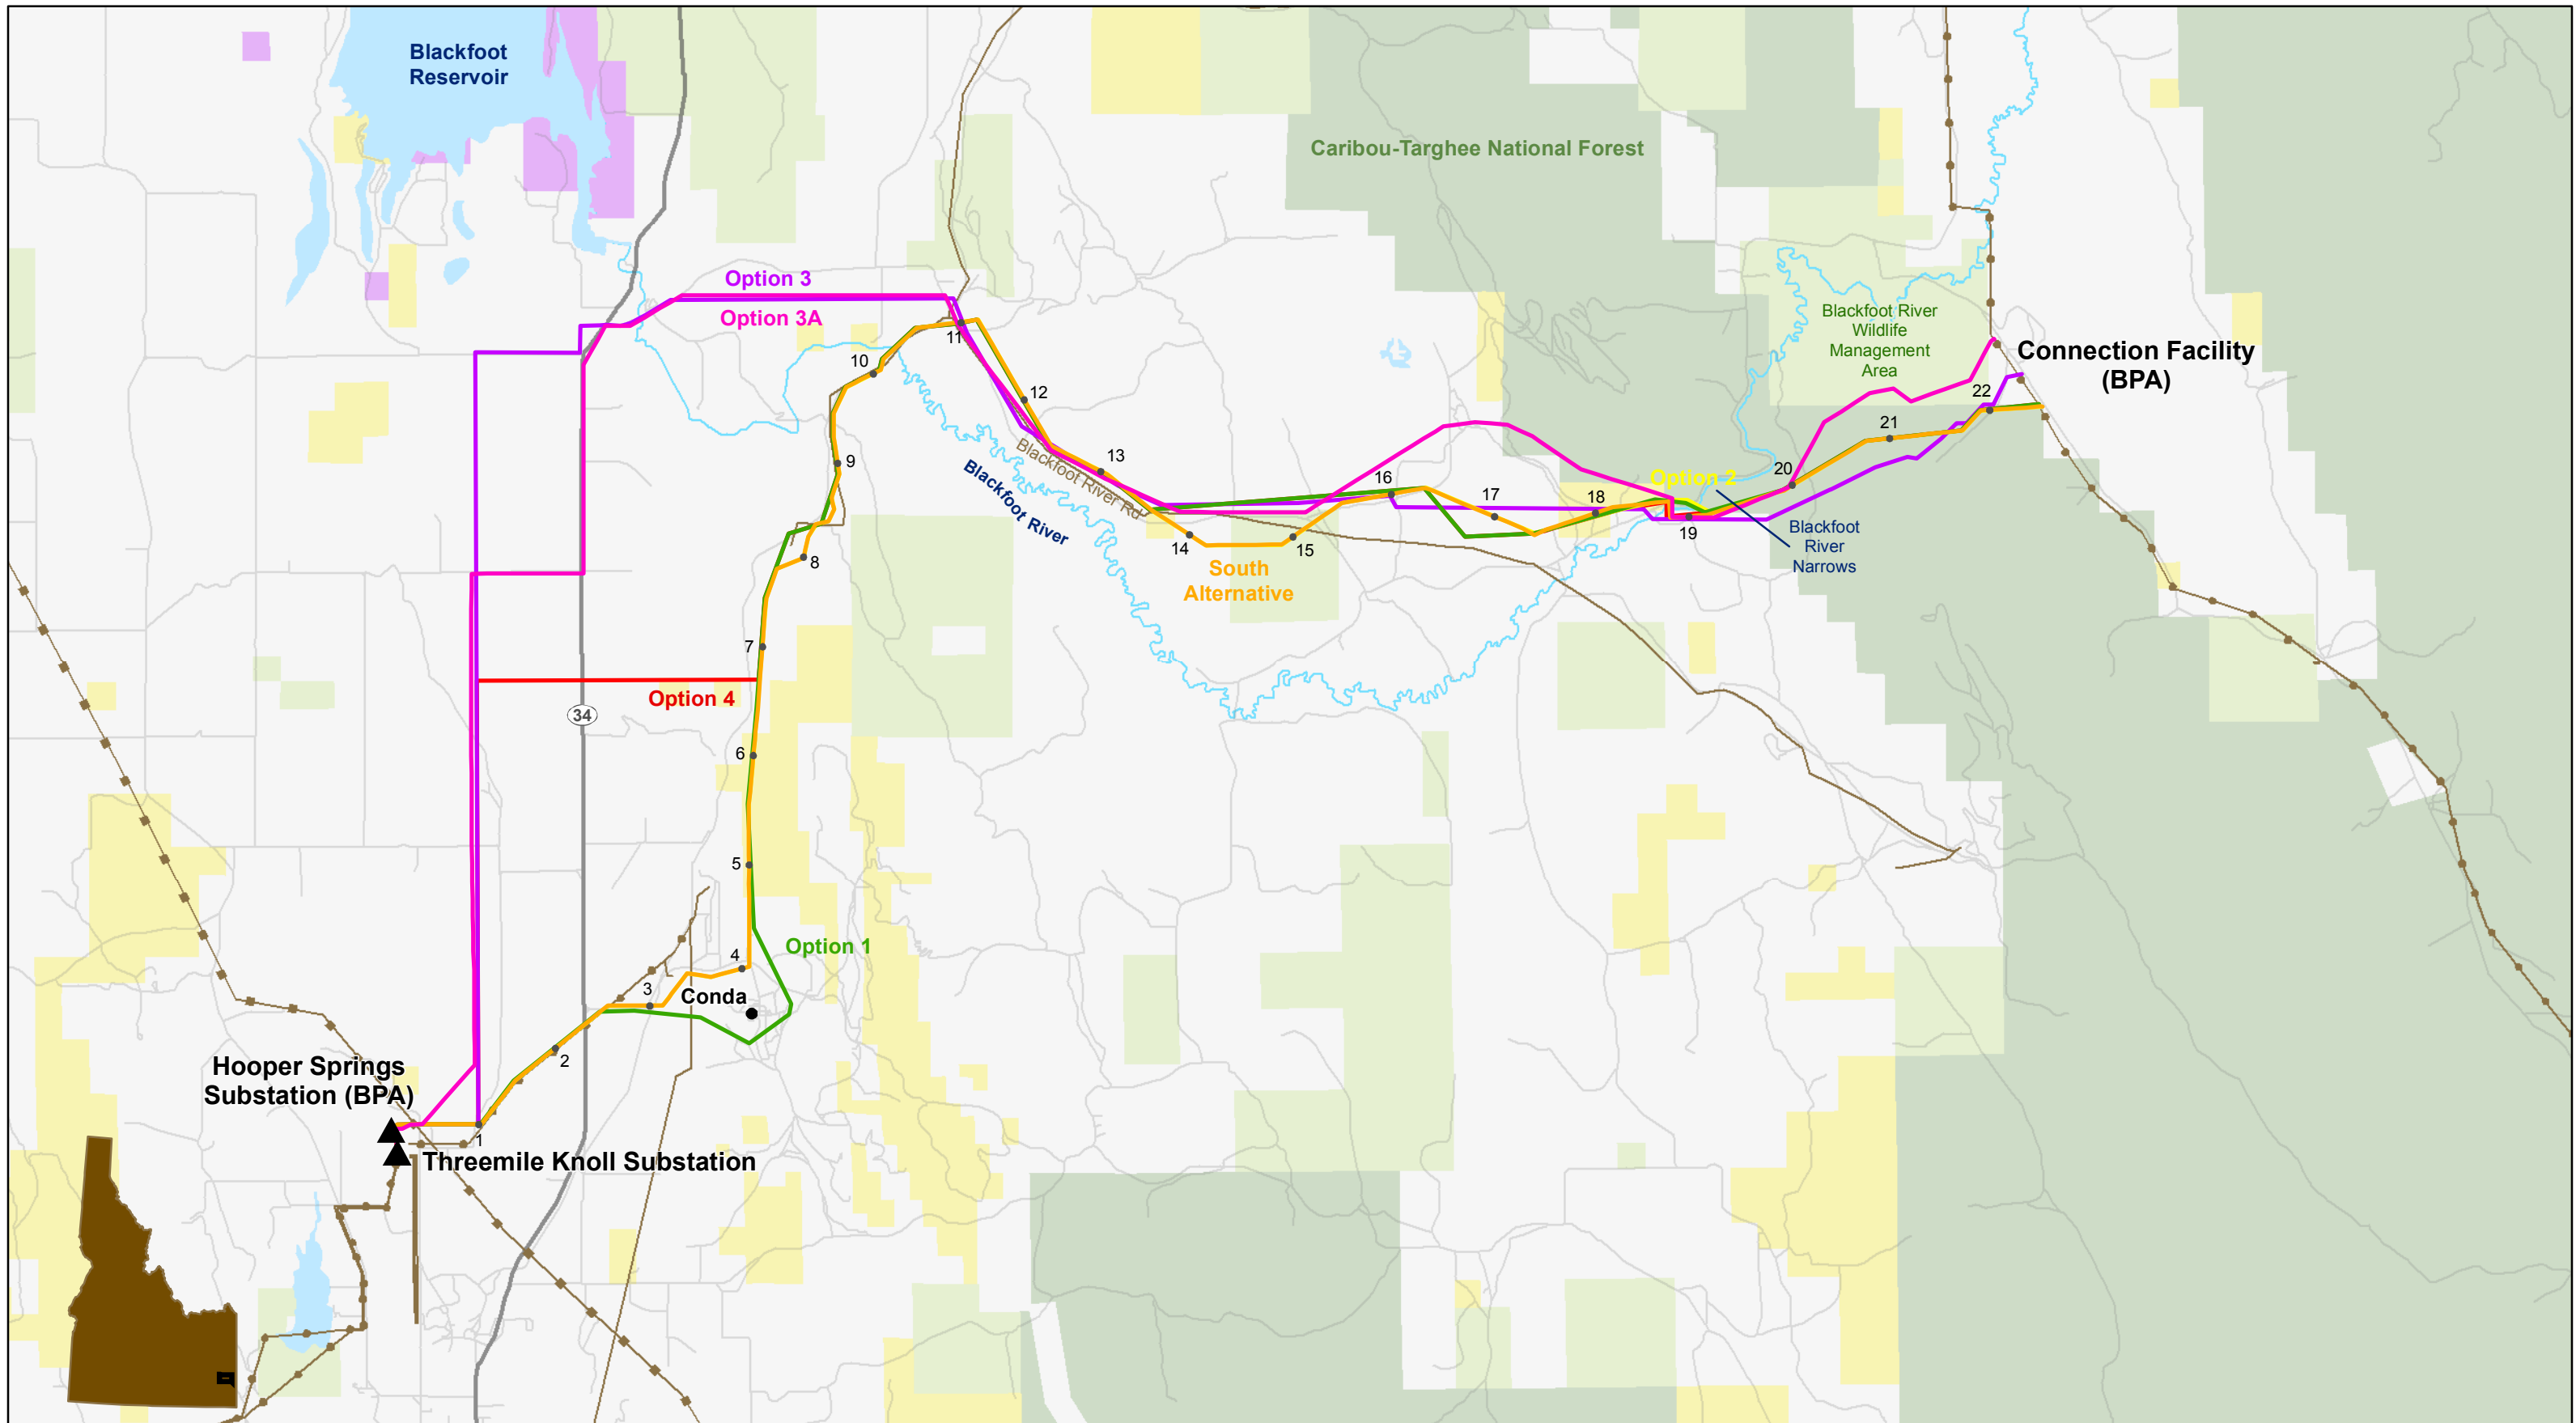 Blackfoot
Reservoir
Caribou-Targhee National Forest
Option 3
Option 3A
Blackfoot River
Wildlife
Management
Area
Connection Facility
(BPA)
10
11
12
13
9
8
7
6
5
4
3
2
1
14
15
16
17
18
19
20
21
22
Blackfoot River Rd
Blackfoot River
Option 2
Blackfoot
River
Narrows
South
Alternative
Option 4
34
Option 1
Conda
Hooper Springs
Substation (BPA)
Threemile Knoll Substation